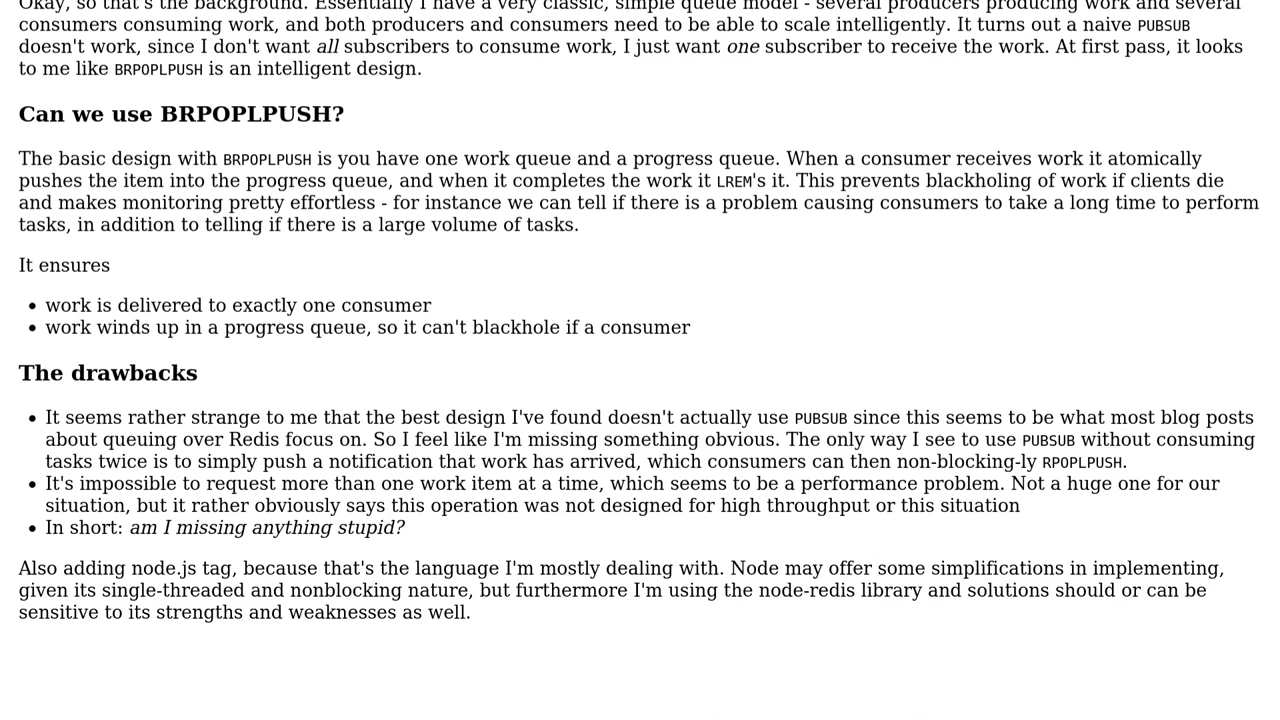 Okay, so that's the background. Essentially I have a very classic, simple queue model - several producers producing work and several
consumers consuming work, and both producers and consumers need to be able to scale intelligently. It turns out a naive PUBSUB
doesn't work, since I don't want all subscribers to consume work, I just want one subscriber to receive the work. At first pass, it looks
to me like BRPOPLPUSH is an intelligent design.
Can we use BRPOPLPUSH?
The basic design with BRPOPLPUSH is you have one work queue and a progress queue. When a consumer receives work it atomically
pushes the item into the progress queue, and when it completes the work it LREM's it. This prevents blackholing of work if clients die
and makes monitoring pretty effortless - for instance we can tell if there is a problem causing consumers to take a long time to perform
tasks, in addition to telling if there is a large volume of tasks.
It ensures
• work is delivered to exactly one consumer
• work winds up in a progress queue, so it can't blackhole if a consumer
The drawbacks
• It seems rather strange to me that the best design I've found doesn't actually use PUBSUB since this seems to be what most blog posts
about queuing over Redis focus on. So I feel like I'm missing something obvious. The only way I see to use PUBSUB without consuming
tasks twice is to simply push a notification that work has arrived, which consumers can then non-blocking-ly RPOPLPUSH.
• It's impossible to request more than one work item at a time, which seems to be a performance problem. Not a huge one for our
situation, but it rather obviously says this operation was not designed for high throughput or this situation
• In short: am I missing anything stupid?
Also adding node.js tag, because that's the language I'm mostly dealing with. Node may offer some simplifications in implementing,
given its single-threaded and nonblocking nature, but furthermore I'm using the node-redis library and solutions should or can be
sensitive to its strengths and weaknesses as well.